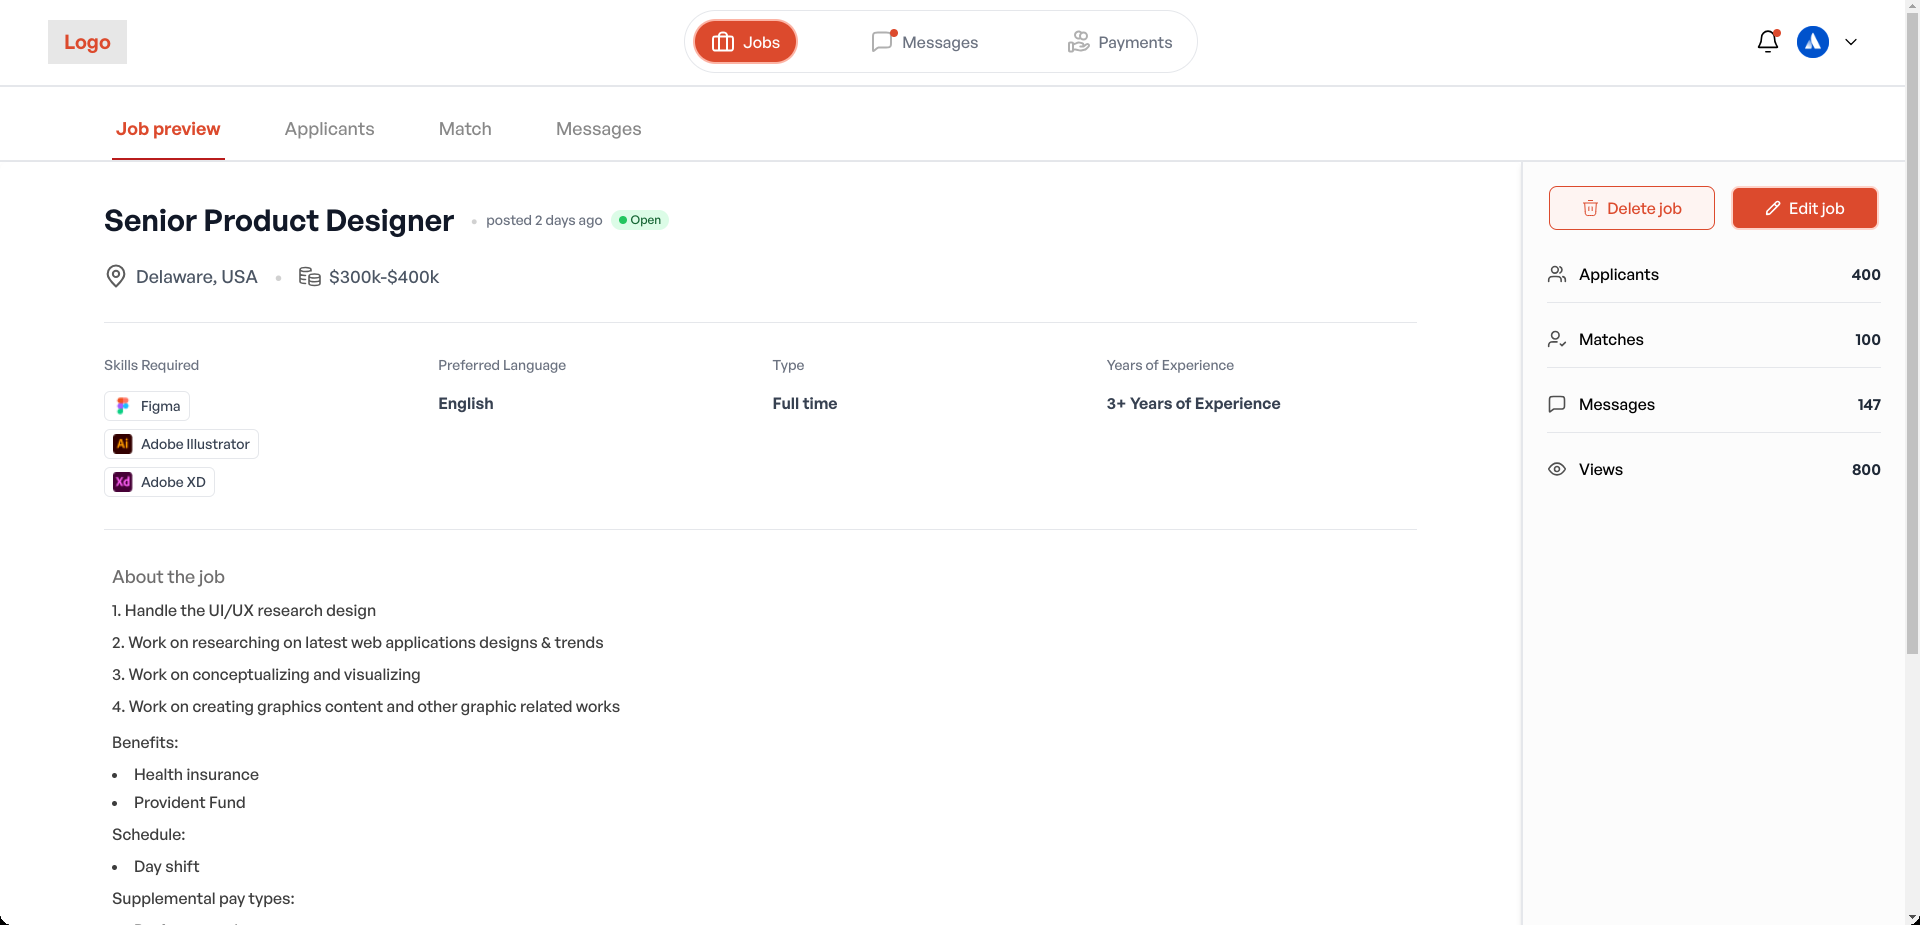 Logo
Jobs
Messages
Payments
Job preview
Applicants
Match
Messages
Senior Product Designer
posted 2 days ago
Open
Delaware, USA
$300k-$400k
Delete job
Edit job
Applicants 400
Matches 100
Messages 147
Views 800
Skills Required
Figma
Ai Adobe Illustrator
Xd Adobe XD
Preferred Language
English
Type
Full time
Years of Experience
3+ Years of Experience
About the job
1. Handle the UI/UX research design
2. Work on researching on latest web applications designs & trends
3. Work on conceptualizing and visualizing
4. Work on creating graphics content and other graphic related works
Benefits:
• Health insurance
• Provident Fund
Schedule:
• Day shift
Supplemental pay types: